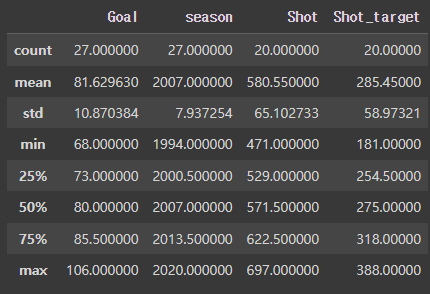 Goal season Shot Shot_target
count 27.000000 27.000000 20.000000 20.00000
mean 81.629630 2007.000000 580.550000 285.45000
std 10.870384 7.937254 65.102733 58.97321
min 68.000000 1994.000000 471.000000 181.00000
25% 73.000000 2000.500000 529.000000 254.50000
50% 80.000000 2007.000000 571.500000 275.00000
75% 85.500000 2013.500000 622.500000 318.00000
max 106.000000 2020.000000 697.000000 388.00000